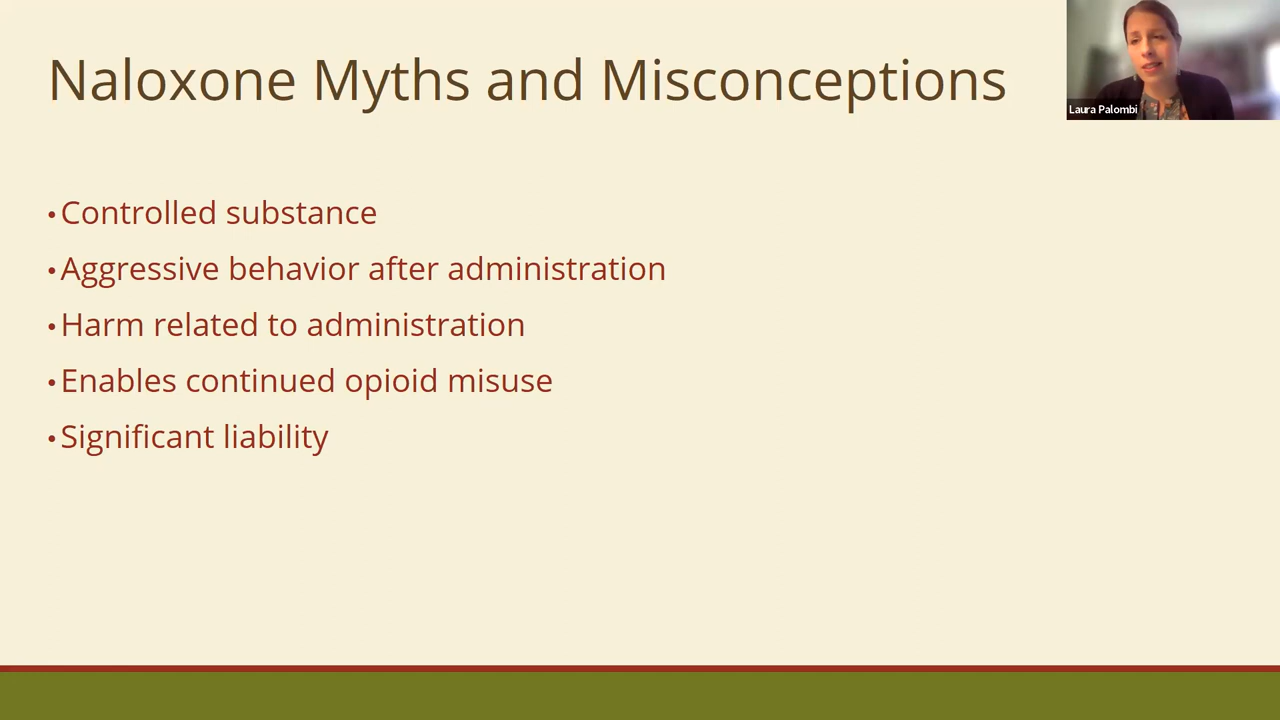 Naloxone Myths and Misconceptions
Laura Palombi
•Controlled substance
•Aggressive behavior after administration
•Harm related to administration
•Enables continued opioid misuse
•Significant liability